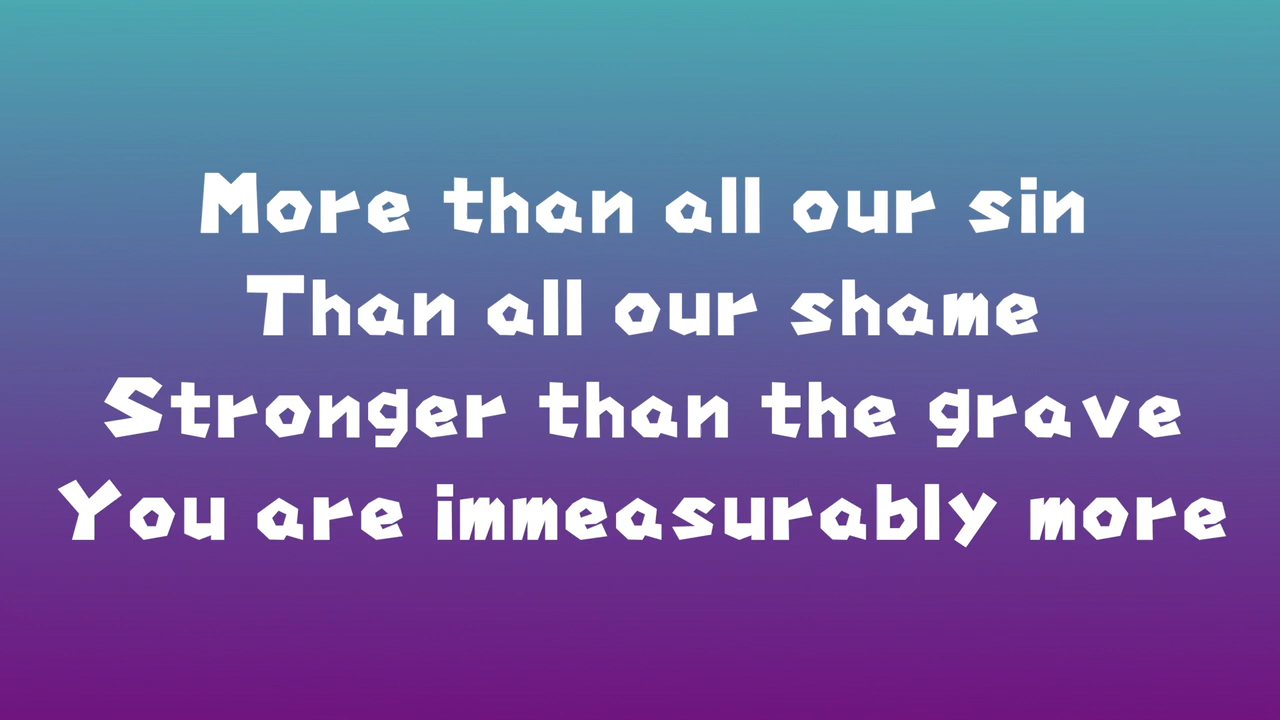 More than all our sin
Than all our shame
Stronger than the grave
You are immeasurably more